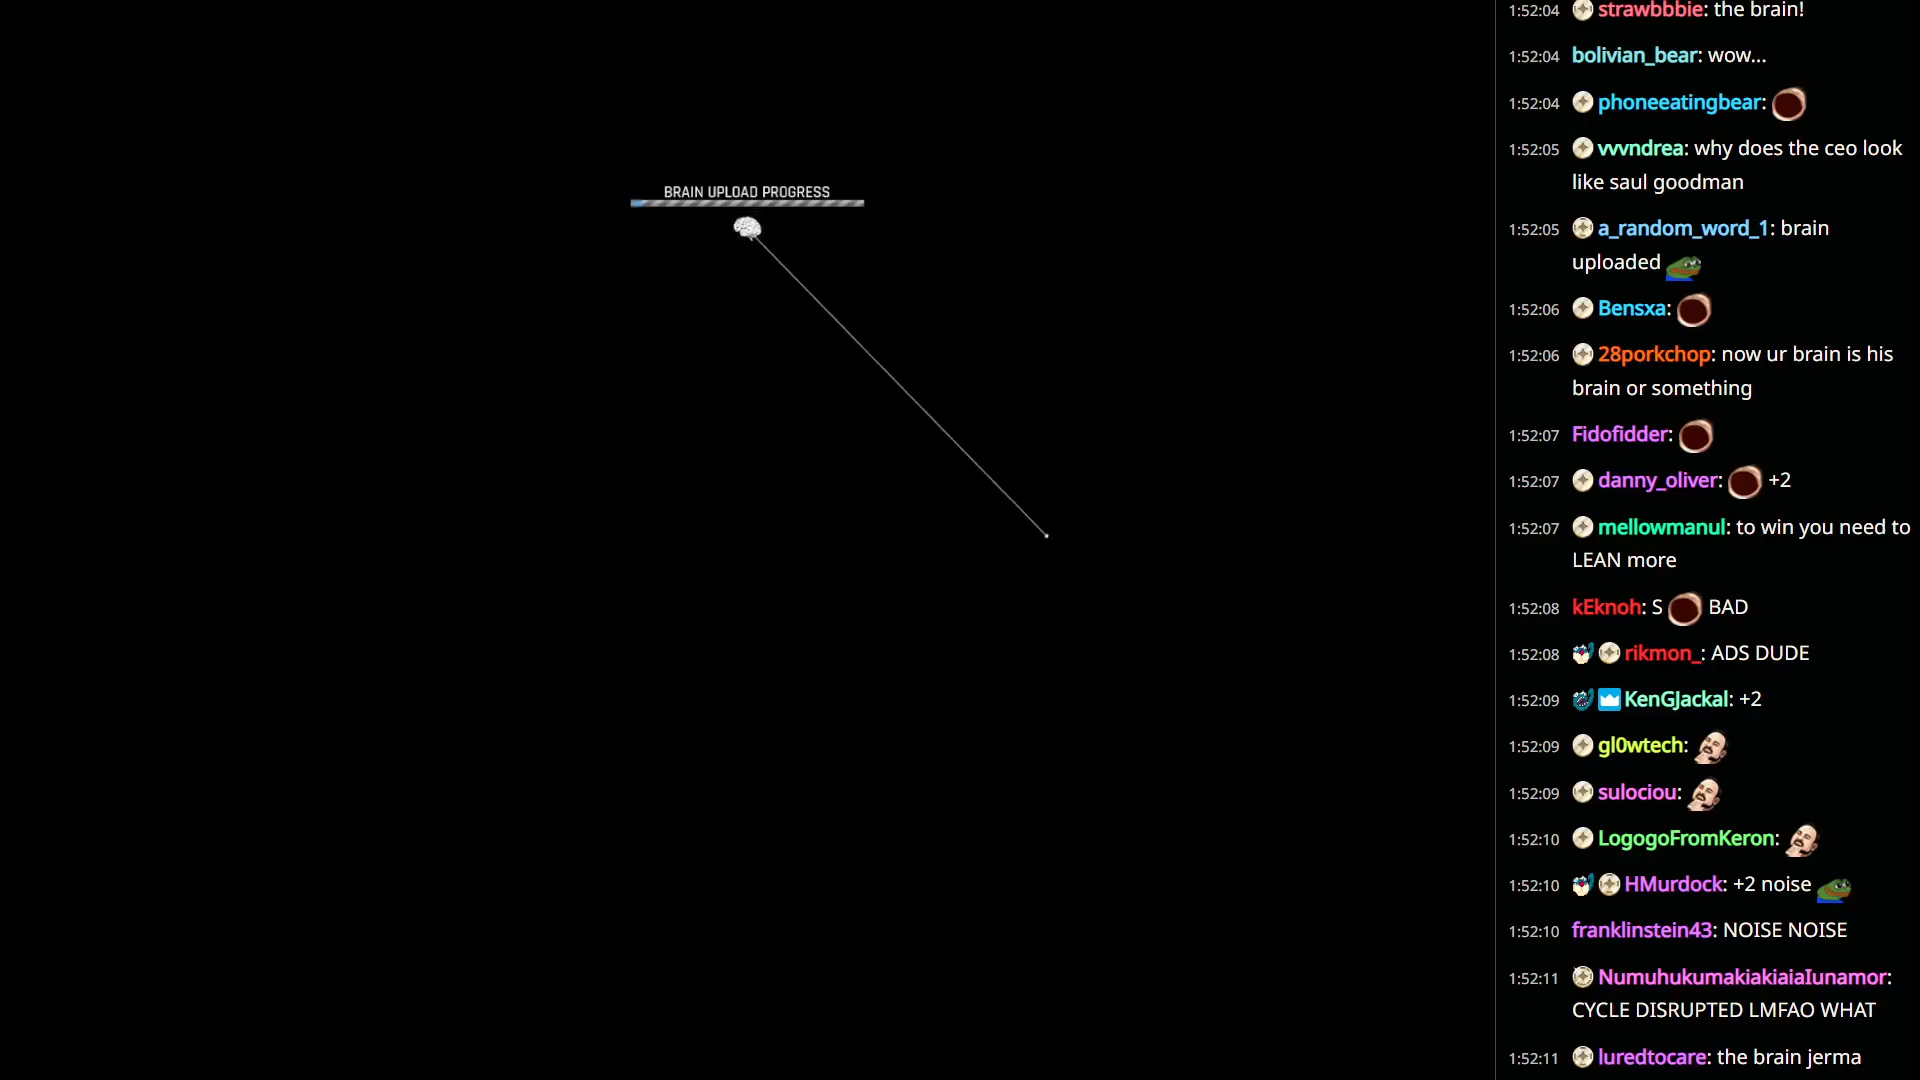 BRAIN UPLOAD PROGRESS
1:52:04 strawbbbie: the brain!
1:52:04 bolivian_bear: wow...
1:52:04 phoneeatingbear:
1:52:05 vvvndrea: why does the ceo look
like saul goodman
1:52:05 a_random_word_1: brain
uploaded
1:52:06 Bensxa:
1:52:06 28porkchop: now ur brain is his
brain or something
1:52:07 Fidofidder:
1:52:07 danny_oliver: +2
1:52:07 mellowmanul: to win you need to
LEAN more
1:52:08 kEknoh: S BAD
1:52:08 rikmon_: ADS DUDE
1:52:09 KenGJackal: +2
1:52:09 gl0wtech:
1:52:09 sulociou:
1:52:10 LogogoFromKeron:
1:52:10 HMurdock: +2 noise
1:52:10 franklinstein43: NOISE NOISE
1:52:11 NumuhukumakiakiaiaIunamor:
CYCLE DISRUPTED LMFAO WHAT
1:52:11 luredtocare: the brain jerma